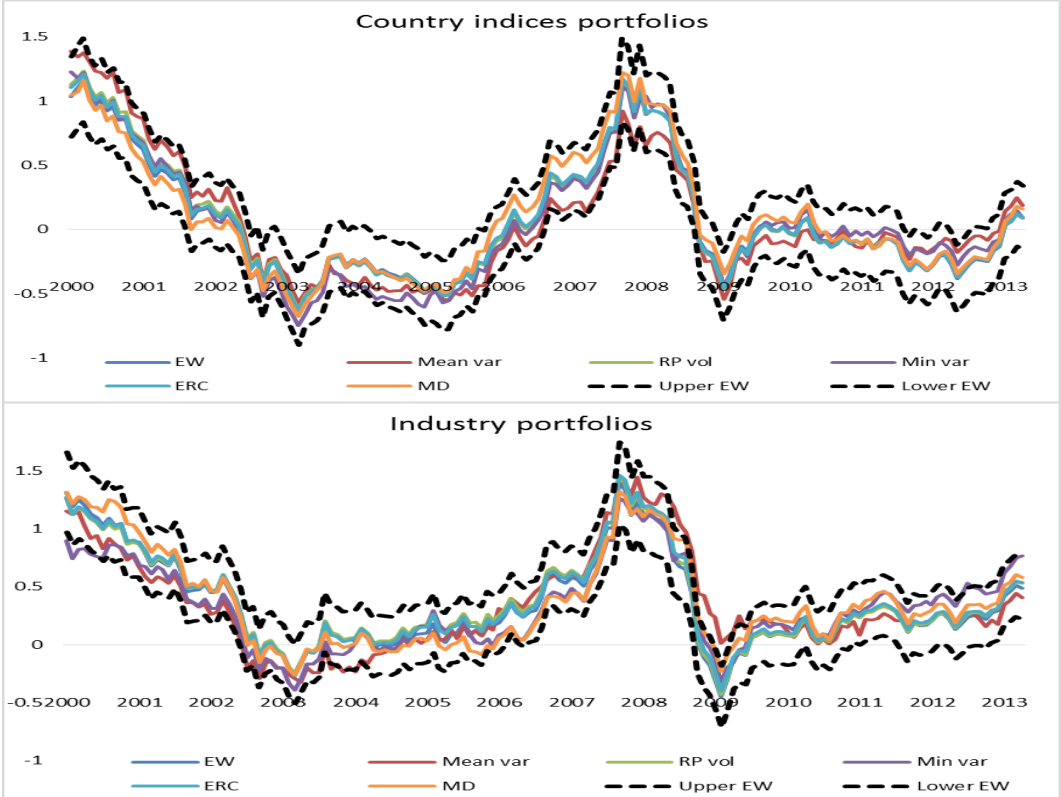 Country indices portfolios
1.5
1
0.5
0
-0.5
-1
2000 2001 2002 2003 2004 2005 2006 2007 2008 2009 2010 2011 2012 2013
EW Mean var RP vol Min var
ERC MD Upper EW Lower EW
Industry portfolios
1.5
1
0.5
0
-0.5
-1
2000 2001 2002 2003 2004 2005 2006 2007 2008 2009 2010 2011 2012 2013
EW Mean var RP vol Min var
ERC MD Upper EW Lower EW